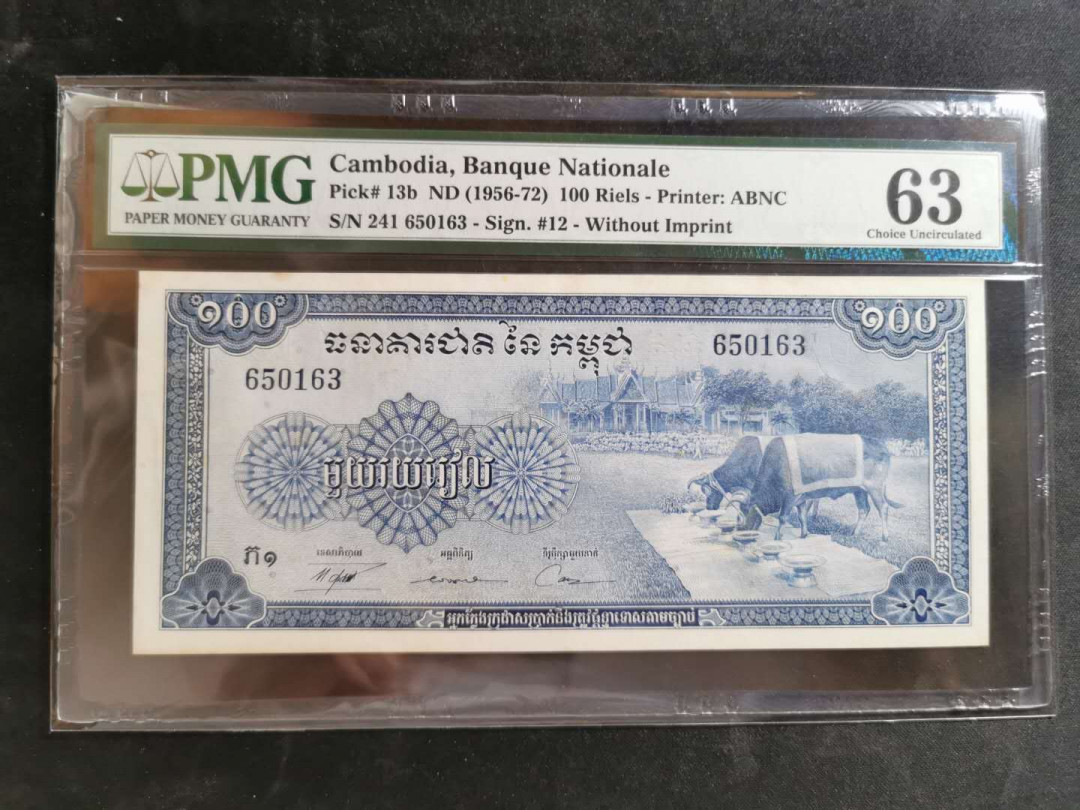 PMG
PAPER MONEY GUARANTY
Cambodia, Banque Nationale
Pick# 13b ND (1956-72) 100 Riels - Printer: ABNC
S/N 241 650163 - Sign. #12 - Without Imprint
63
Choice Uncirculated
១០០ ១០០
ធនាគារជាតិ នៃ កម្ពុជា
650163
650163
មួយរយរៀល
ភ១